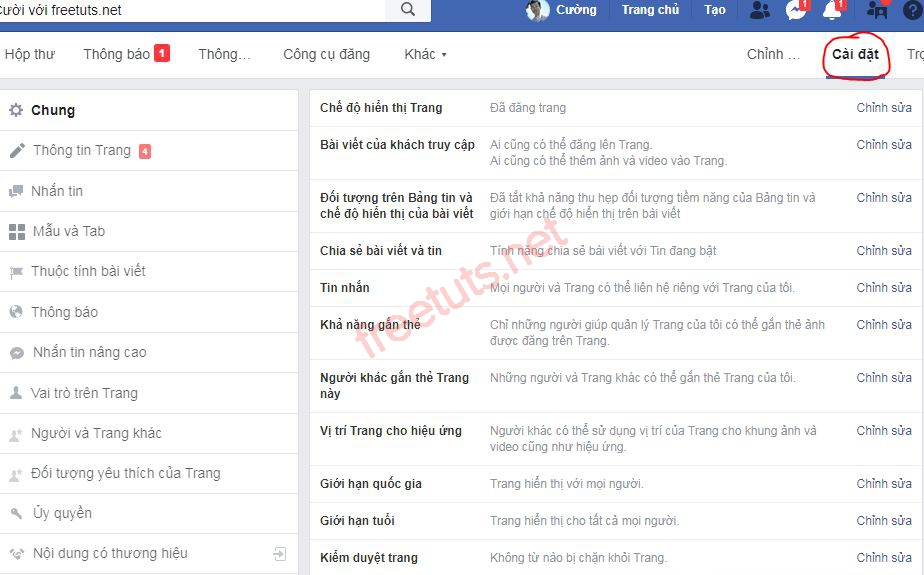 Cười với freetuts.net
Cường Trang chủ Tạo 1 1
Hộp thư Thông báo 1 Thông… Công cụ đăng Khác Chỉnh … Cài đặt Trợ
Chung
Thông tin Trang 4
Nhắn tin
Mẫu và Tab
Thuộc tính bài viết
Thông báo
Nhắn tin nâng cao
Vai trò trên Trang
Người và Trang khác
Đối tượng yêu thích của Trang
Ủy quyền
Nội dung có thương hiệu
Chế độ hiển thị Trang Đã đăng trang Chỉnh sửa
Bài viết của khách truy cập Ai cũng có thể đăng lên Trang. Chỉnh sửa
Ai cũng có thể thêm ảnh và video vào Trang.
Đối tượng trên Bảng tin và Đã tắt khả năng thu hẹp đối tượng tiềm năng của Bảng tin và Chỉnh sửa
chế độ hiển thị của bài viết giới hạn chế độ hiển thị trên bài viết
Chia sẻ bài viết và tin Tính năng chia sẻ bài viết với Tin đang bật Chỉnh sửa
Tin nhắn Mọi người và Trang có thể liên hệ riêng với Trang của tôi. Chỉnh sửa
Khả năng gắn thẻ Chỉ những người giúp quản lý Trang của tôi có thể gắn thẻ ảnh Chỉnh sửa
được đăng trên Trang.
Người khác gắn thẻ Trang Những người và Trang khác có thể gắn thẻ Trang của tôi. Chỉnh sửa
này
Vị trí Trang cho hiệu ứng Người khác có thể sử dụng vị trí của Trang cho khung ảnh và Chỉnh sửa
video cũng như hiệu ứng.
Giới hạn quốc gia Trang hiển thị với mọi người. Chỉnh sửa
Giới hạn tuổi Trang hiển thị cho tất cả mọi người. Chỉnh sửa
Kiểm duyệt trang Không từ nào bị chặn khỏi Trang. Chỉnh sửa
freetuts.net